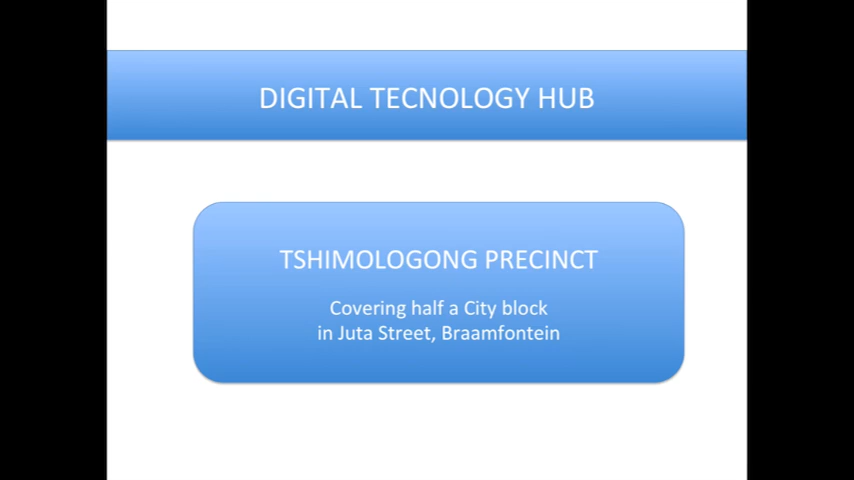 DIGITAL TECNOLOGY HUB
TSHIMOLOGONG PRECINCT
Covering half a City block
in Juta Street, Braamfontein